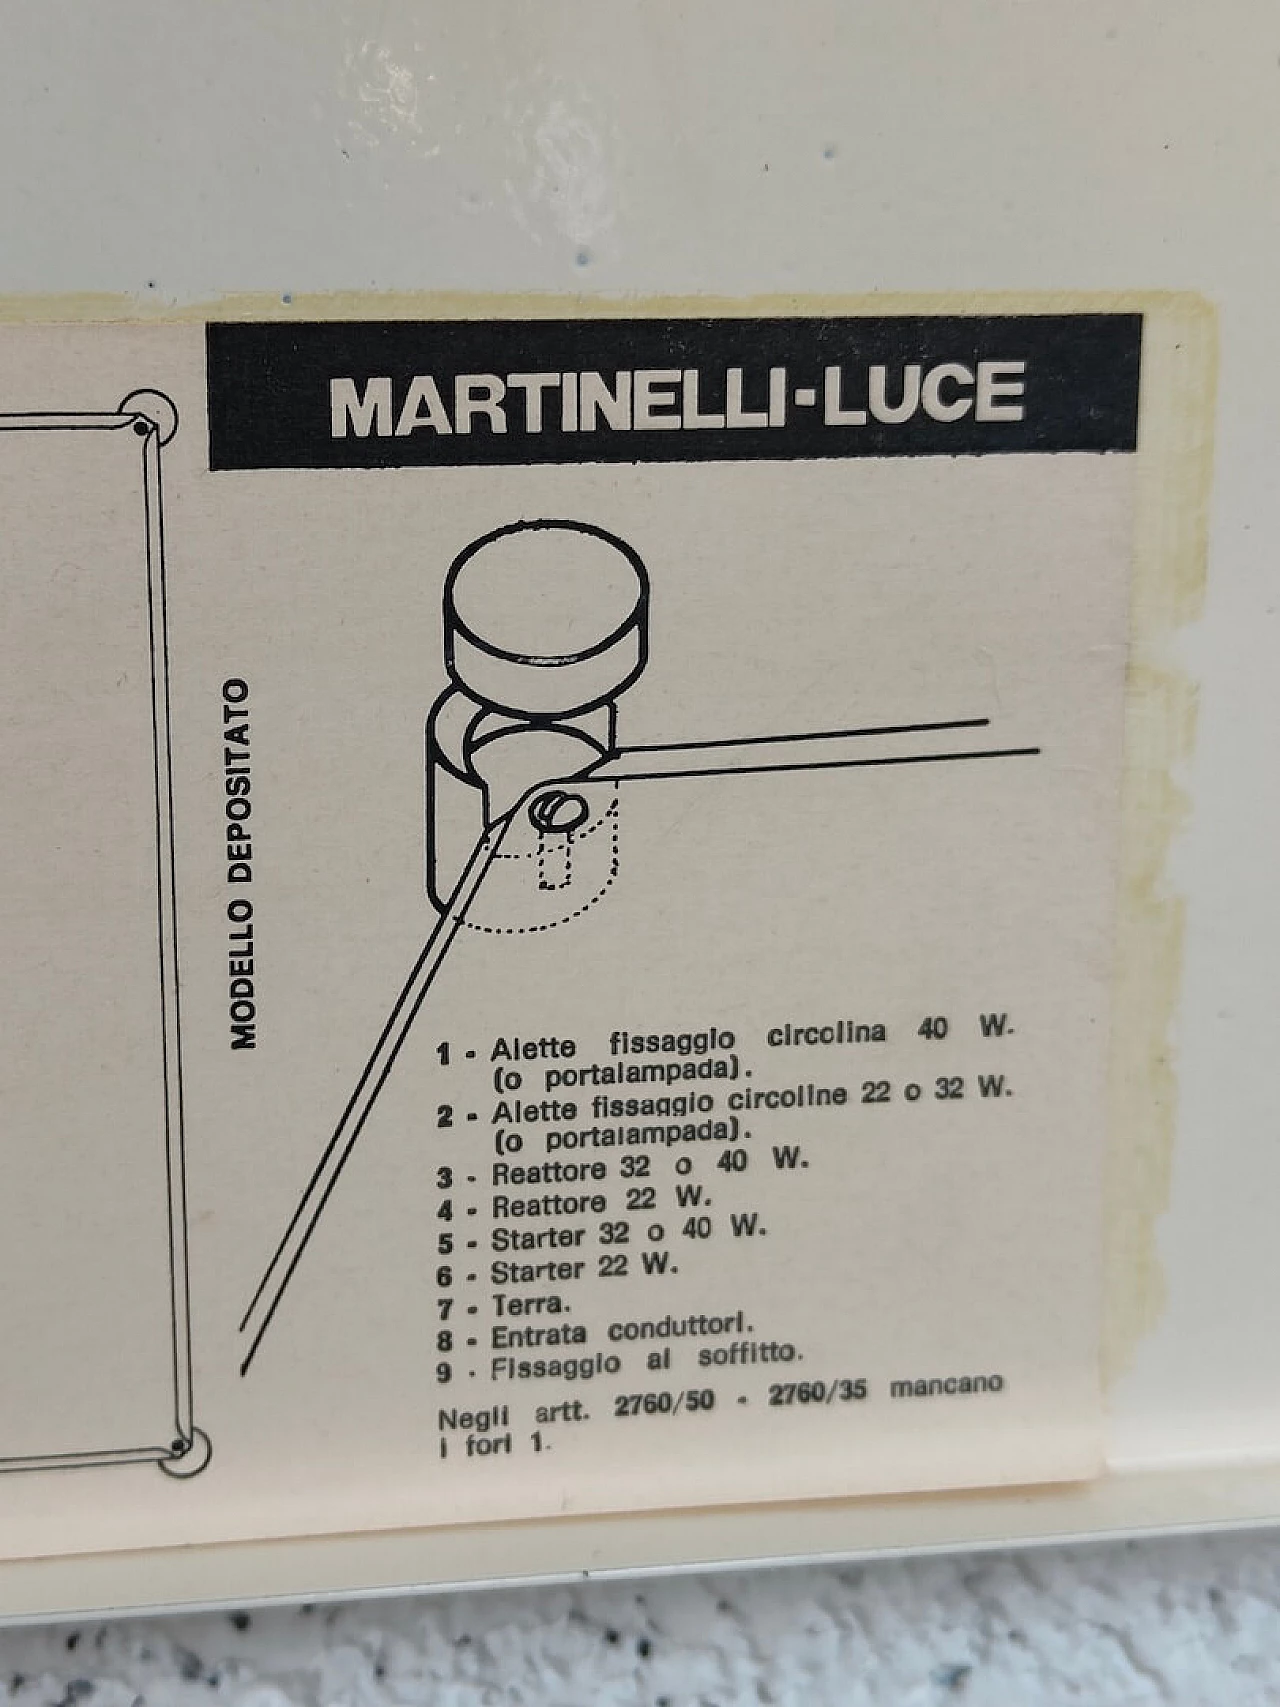 MARTINELLI-LUCE
MODELLO DEPOSITATO
1 - Alette fissaggio circolina 40 W.
(o portalampada).
2 - Alette fissaggio circoline 22 o 32 W.
(o portalampada).
3 - Reattore 32 o 40 W.
4 - Reattore 22 W.
5 - Starter 32 o 40 W.
6 - Starter 22 W.
7 - Terra.
8 - Entrata conduttori.
9 - Fissaggio al soffitto.
Negli artt. 2760/50 - 2760/35 mancano
i fori 1.